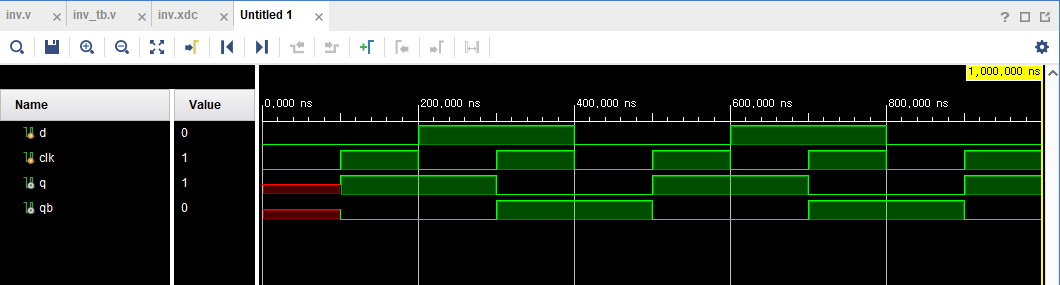 inv.v inv_tb.v inv.xdc Untitled 1
1,000,000 ns
Name Value 0,000 ns 200,000 ns 400,000 ns 600,000 ns 800,000 ns
d 0
clk 1
q 1
qb 0